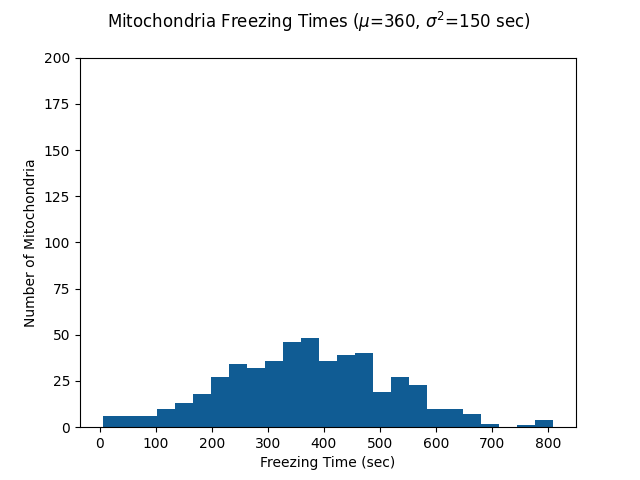 Mitochondria Freezing Times (μ=360, σ²=150 sec)
200
175
150
125
100
75
50
25
0
Number of Mitochondria
0 100 200 300 400 500 600 700 800
Freezing Time (sec)